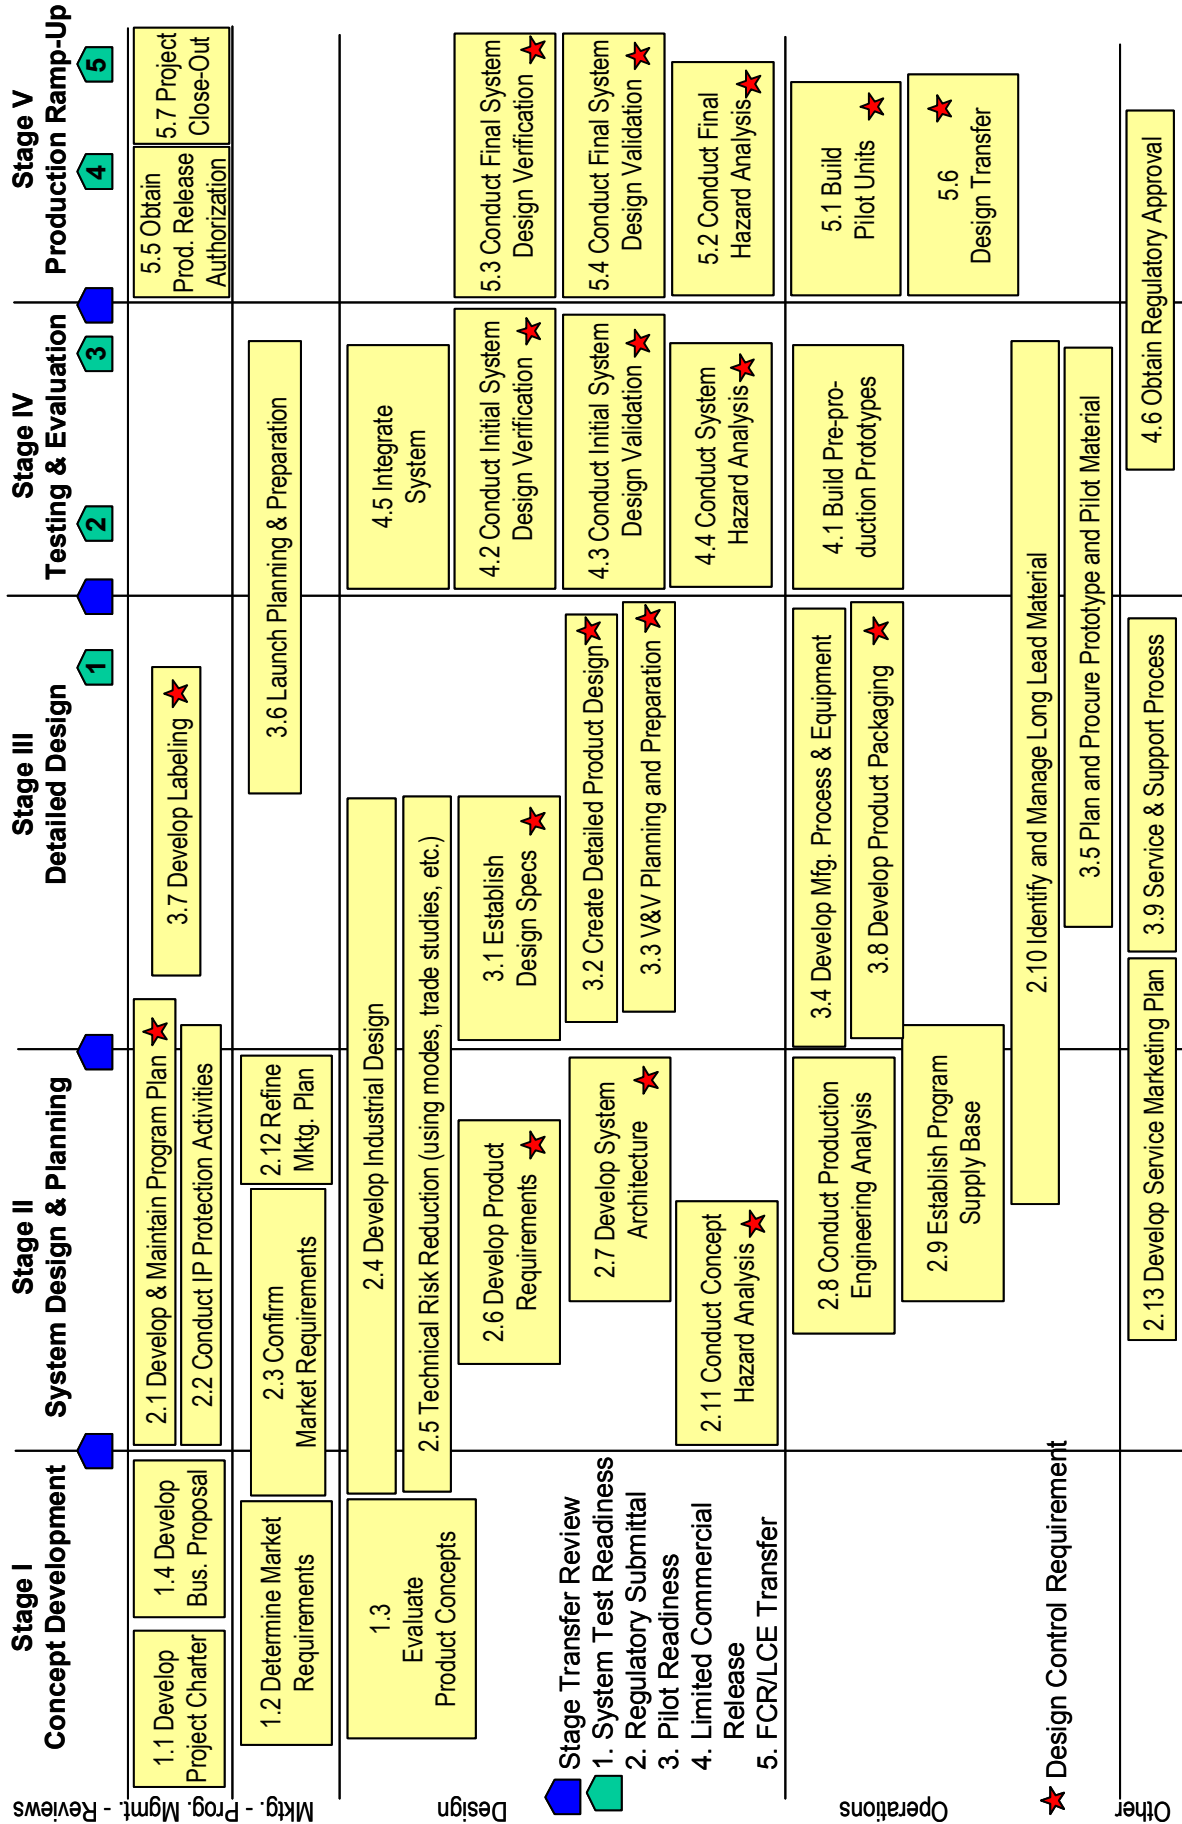 Stage I
Concept Development
Stage II
System Design & Planning
Stage III
Detailed Design
Stage IV
Testing & Evaluation
Stage V
Production Ramp-Up
1
2
3
4
5
Mgmt. - Reviews
Mktg. - Prog. Mgmt.
Design
Operations
Other
1.1 Develop
Project Charter
1.4 Develop
Bus. Proposal
2.1 Develop & Maintain Program Plan
2.2 Conduct IP Protection Activities
3.7 Develop Labeling
5.5 Obtain
Prod. Release
Authorization
5.7 Project
Close-Out
1.2 Determine Market
Requirements
2.3 Confirm
Market Requirements
2.12 Refine
Mktg. Plan
3.6 Launch Planning & Preparation
1.3
Evaluate
Product Concepts
2.4 Develop Industrial Design
2.5 Technical Risk Reduction (using modes, trade studies, etc.)
2.6 Develop Product
Requirements
2.7 Develop System
Architecture
2.11 Conduct Concept
Hazard Analysis
3.1 Establish
Design Specs
3.2 Create Detailed Product Design
3.3 V&V Planning and Preparation
4.5 Integrate
System
4.2 Conduct Initial System
Design Verification
4.3 Conduct Initial System
Design Validation
4.4 Conduct System
Hazard Analysis
5.3 Conduct Final System
Design Verification
5.4 Conduct Final System
Design Validation
5.2 Conduct Final
Hazard Analysis
2.8 Conduct Production
Engineering Analysis
2.9 Establish Program
Supply Base
3.4 Develop Mfg. Process & Equipment
3.8 Develop Product Packaging
4.1 Build Pre-pro-
duction Prototypes
5.1 Build
Pilot Units
5.6
Design Transfer
2.10 Identify and Manage Long Lead Material
3.5 Plan and Procure Prototype and Pilot Material
2.13 Develop Service Marketing Plan
3.9 Service & Support Process
4.6 Obtain Regulatory Approval
Stage Transfer Review
1. System Test Readiness
2. Regulatory Submittal
3. Pilot Readiness
4. Limited Commercial
Release
5. FCR/LCE Transfer
Design Control Requirement